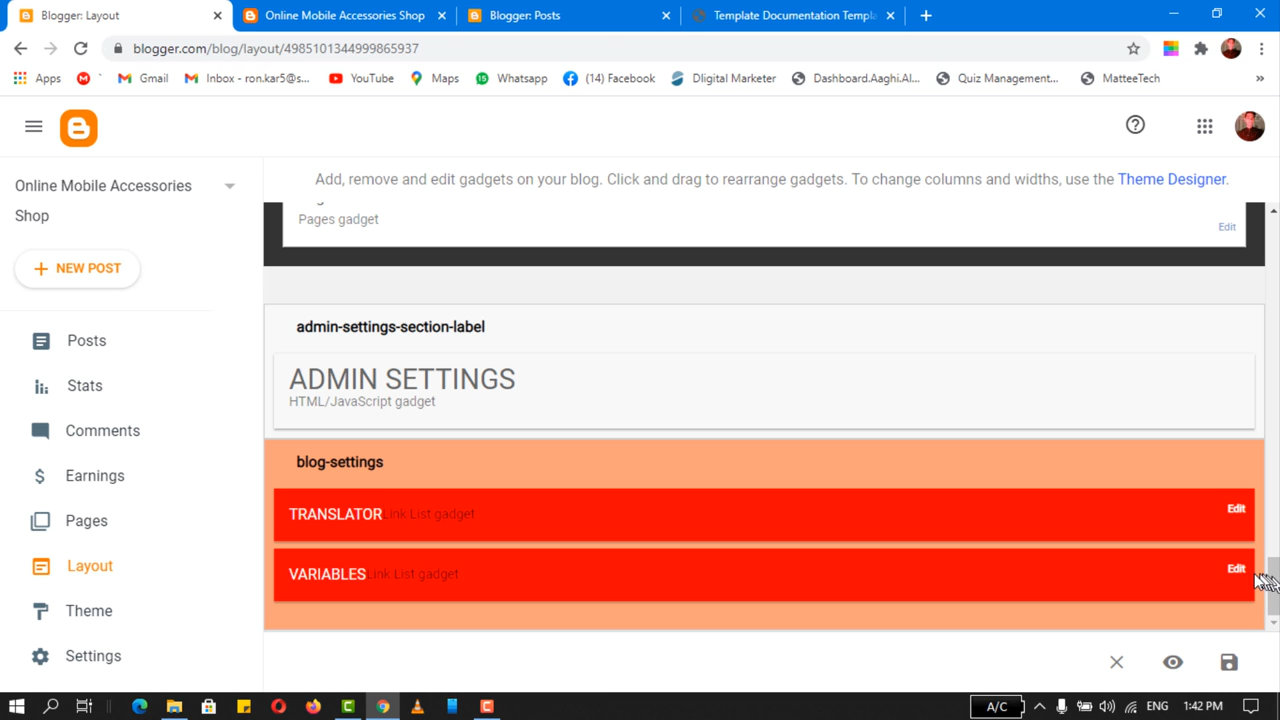 Blogger: Layout
Online Mobile Accessories Shop
Blogger: Posts
Template Documentation Templa
blogger.com/blog/layout/4985101344999865937
Apps
Gmail
Inbox - ron.kar5@s...
YouTube
Maps
Whatsapp
(14) Facebook
DIigital Marketer
Dashboard.Aaghi.Al...
Quiz Management...
MatteeTech
»
Online Mobile Accessories
Shop
Add, remove and edit gadgets on your blog. Click and drag to rearrange gadgets. To change columns and widths, use the Theme Designer.
Pages gadget
Edit
NEW POST
admin-settings-section-label
Posts
ADMIN SETTINGS
HTML/JavaScript gadget
Stats
Comments
blog-settings
Earnings
TRANSLATOR Link List gadget
Edit
Pages
Layout
VARIABLES Link List gadget
Edit
Theme
Settings
A/C
ENG
1:42 PM